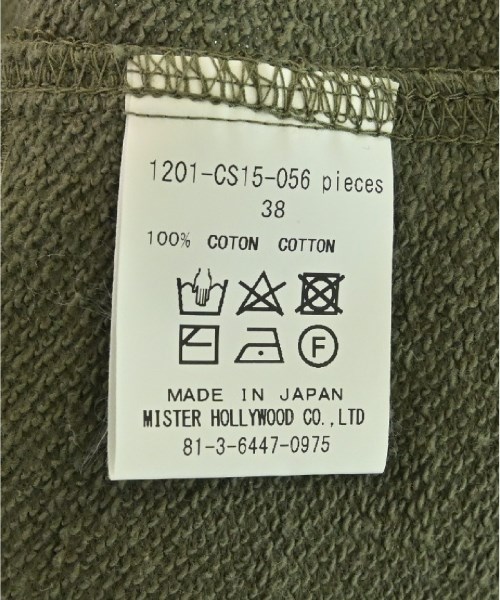 1201-CS15-056 pieces
38
100% COTON COTTON
F
MADE IN JAPAN
MISTER HOLLYWOOD CO.,LTD
81-3-6447-0975